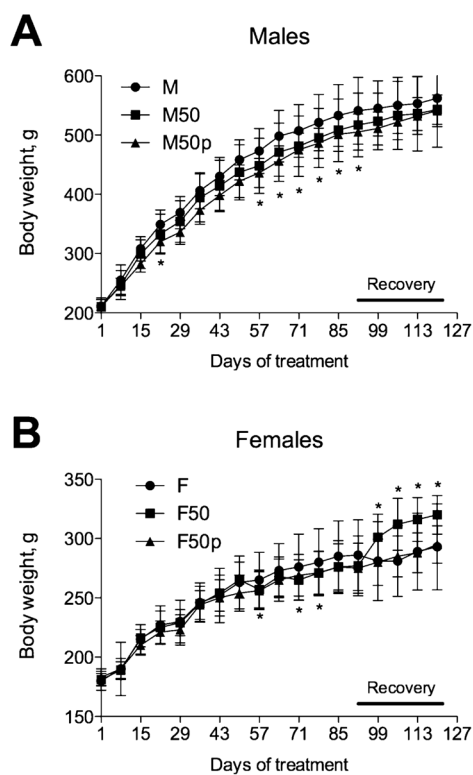 A
Males
M
M50
M50p
Body weight, g
600
500
400
300
200
* * * * * * *
Recovery
1 15 29 43 57 71 85 99 113 127
Days of treatment
B
Females
F
F50
F50p
Body weight, g
350
300
250
200
150
* * * * * * *
Recovery
1 15 29 43 57 71 85 99 113 127
Days of treatment